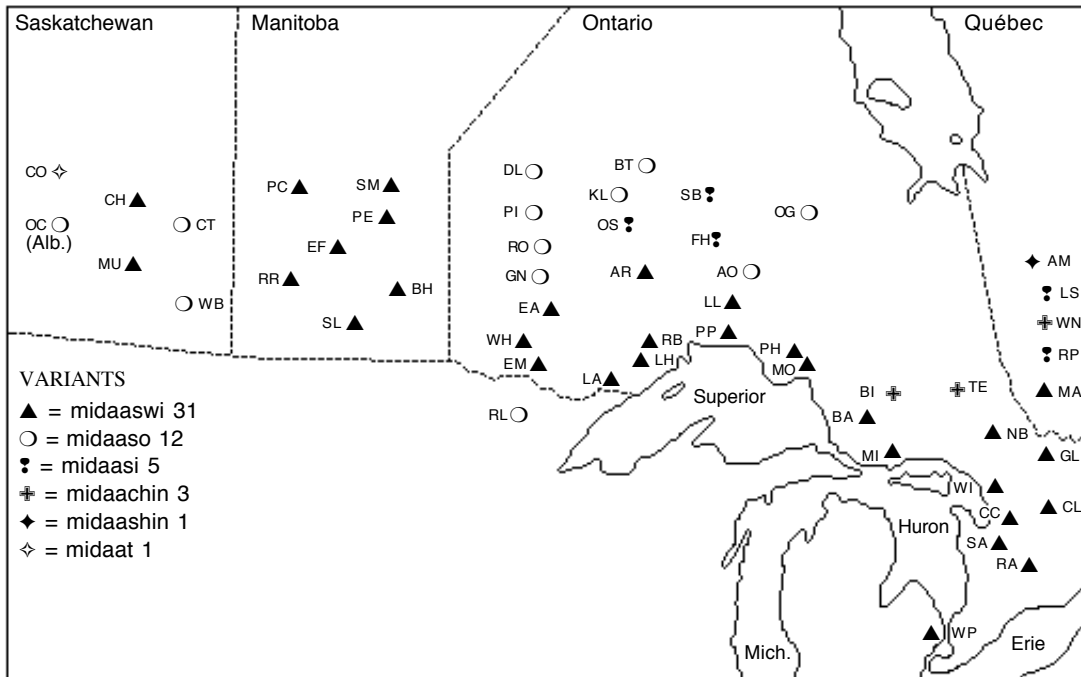 Saskatchewan Manitoba Ontario Québec
CO
CH
OC
(Alb.)
CT
MU
WB
PC
SM
PE
EF
RR
BH
SL
DL
BT
KL
SB
PI
OS
OG
FH
RO
GN
AR
AO
EA
LL
WH
RB
PP
EM
LH
PH
LA
MO
RL
AM
LS
WN
RP
BI
TE
MA
BA
NB
MI
GL
WI
CC
CL
SA
RA
WP
Superior
Huron
Mich.
Erie
VARIANTS
▲ = midaaswi 31
❍ = midaaso 12
❢ = midaasi 5
✙ = midaachin 3
✦ = midaashin 1
✧ = midaat 1